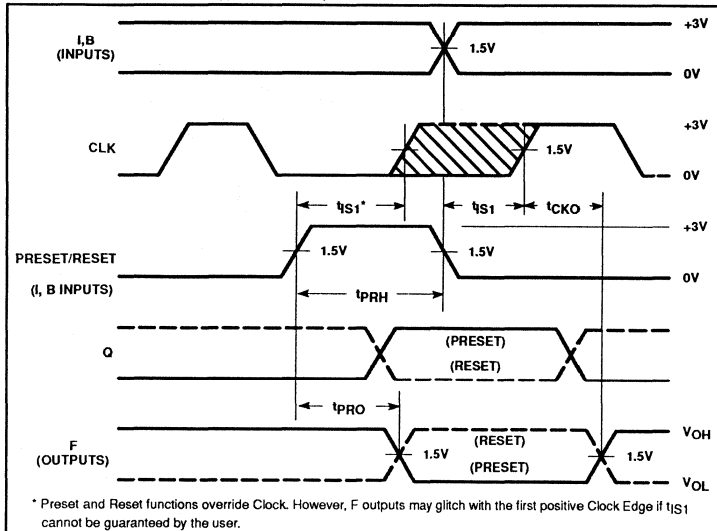 I,B
(INPUTS)
1.5V
+3V
0V
CLK
1.5V
+3V
0V
tIS1*
tIS1
tCKO
PRESET/RESET
(I, B INPUTS)
1.5V
1.5V
+3V
0V
tPRH
Q
(PRESET)
(RESET)
tPRO
F
(OUTPUTS)
1.5V
(RESET)
(PRESET)
1.5V
VOH
VOL
* Preset and Reset functions override Clock. However, F outputs may glitch with the first positive Clock Edge if tIS1
cannot be guaranteed by the user.